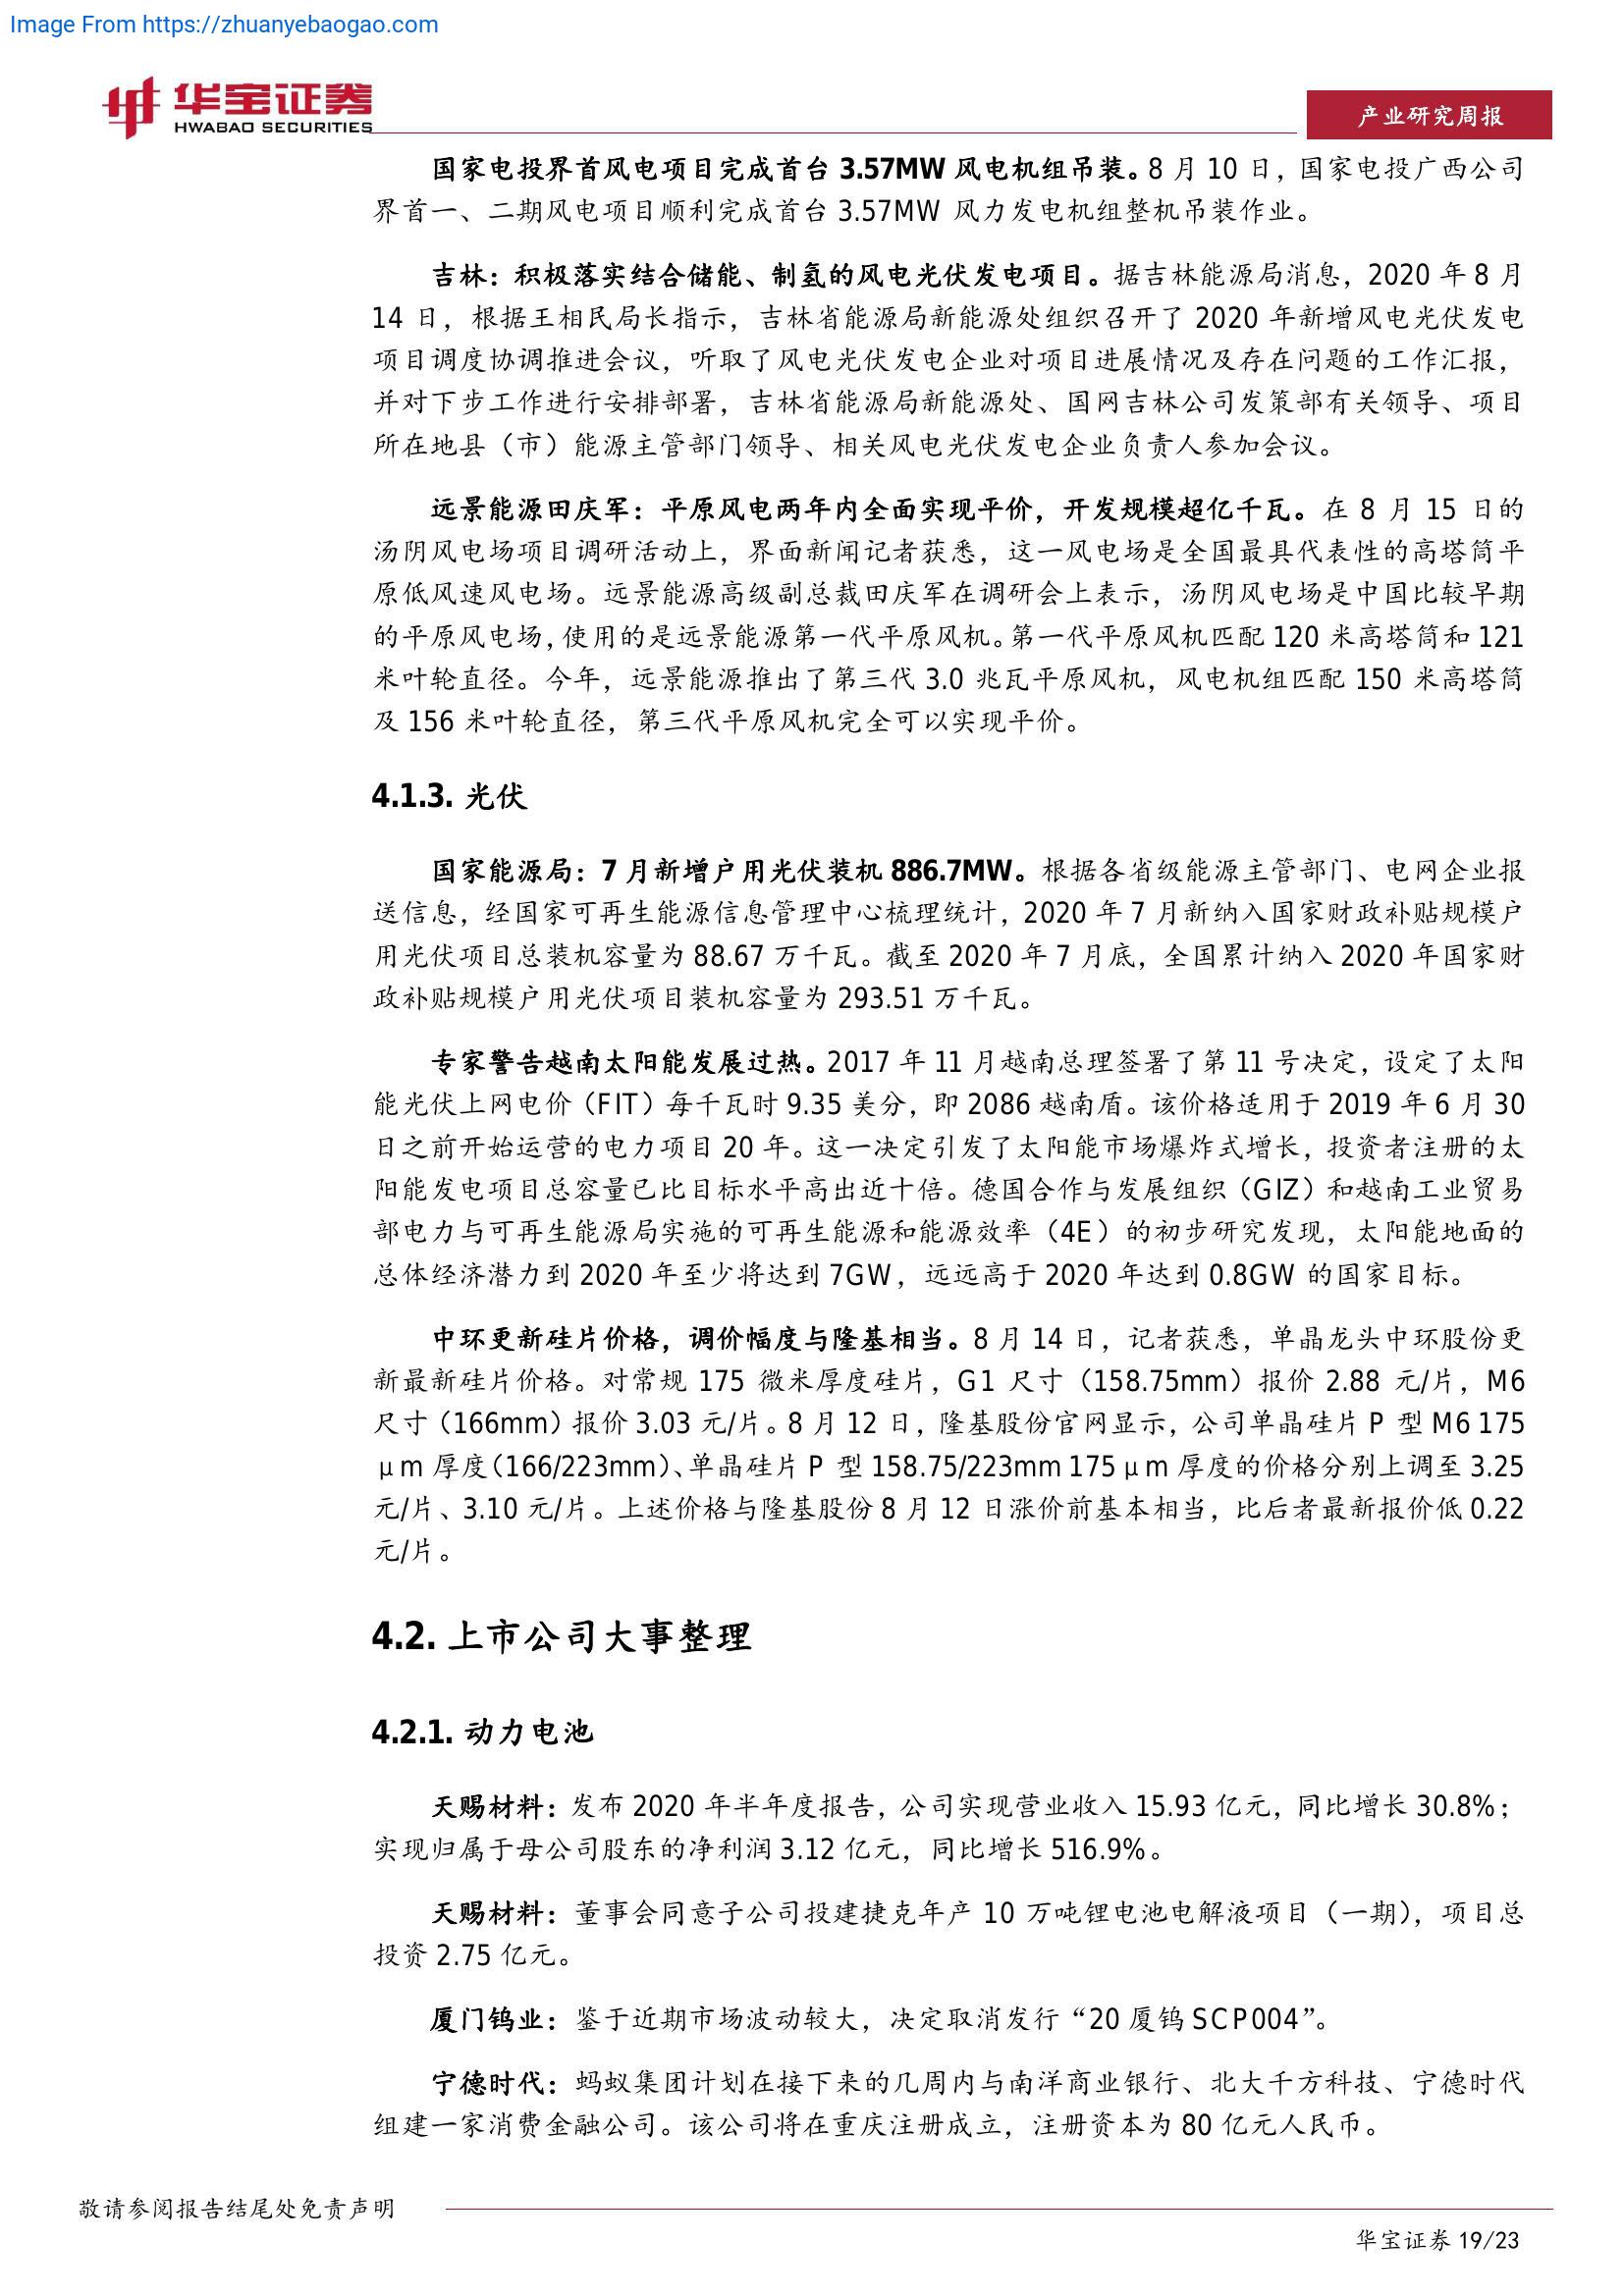 Image From https://zhuanyebaogao.com
华宝证券
HWABAO SECURITIES
产业研究周报
国家电投界首风电项目完成首台 3.57MW 风电机组吊装。8 月 10 日，国家电投广西公司
界首一、二期风电项目顺利完成首台 3.57MW 风力发电机组整机吊装作业。
吉林：积极落实结合储能、制氢的风电光伏发电项目。据吉林能源局消息，2020 年 8 月
14 日，根据王相民局长指示，吉林省能源局新能源处组织召开了 2020 年新增风电光伏发电
项目调度协调推进会议，听取了风电光伏发电企业对项目进展情况及存在问题的工作汇报，
并对下步工作进行安排部署，吉林省能源局新能源处、国网吉林公司发策部有关领导、项目
所在地县（市）能源主管部门领导、相关风电光伏发电企业负责人参加会议。
远景能源田庆军：平原风电两年内全面实现平价，开发规模超亿千瓦。在 8 月 15 日的
汤阴风电场项目调研活动上，界面新闻记者获悉，这一风电场是全国最具代表性的高塔筒平
原低风速风电场。远景能源高级副总裁田庆军在调研会上表示，汤阴风电场是中国比较早期
的平原风电场，使用的是远景能源第一代平原风机。第一代平原风机匹配 120 米高塔筒和 121
米叶轮直径。今年，远景能源推出了第三代 3.0 兆瓦平原风机，风电机组匹配 150 米高塔筒
及 156 米叶轮直径，第三代平原风机完全可以实现平价。
4.1.3. 光伏
国家能源局：7 月新增户用光伏装机 886.7MW。根据各省级能源主管部门、电网企业报
送信息，经国家可再生能源信息管理中心梳理统计，2020 年 7 月新纳入国家财政补贴规模户
用光伏项目总装机容量为 88.67 万千瓦。截至 2020 年 7 月底，全国累计纳入 2020 年国家财
政补贴规模户用光伏项目装机容量为 293.51 万千瓦。
专家警告越南太阳能发展过热。2017 年 11 月越南总理签署了第 11 号决定，设定了太阳
能光伏上网电价（FIT）每千瓦时 9.35 美分，即 2086 越南盾。该价格适用于 2019 年 6 月 30
日之前开始运营的电力项目 20 年。这一决定引发了太阳能市场爆炸式增长，投资者注册的太
阳能发电项目总容量已比目标水平高出近十倍。德国合作与发展组织（GIZ）和越南工业贸易
部电力与可再生能源局实施的可再生能源和能源效率（4E）的初步研究发现，太阳能地面的
总体经济潜力到 2020 年至少将达到 7GW，远远高于 2020 年达到 0.8GW 的国家目标。
中环更新硅片价格，调价幅度与隆基相当。8 月 14 日，记者获悉，单晶龙头中环股份更
新最新硅片价格。对常规 175 微米厚度硅片，G1 尺寸（158.75mm）报价 2.88 元/片，M6
尺寸（166mm）报价 3.03 元/片。8 月 12 日，隆基股份官网显示，公司单晶硅片 P 型 M6 175
μm 厚度（166/223mm）、单晶硅片 P 型 158.75/223mm 175μm 厚度的价格分别上调至 3.25
元/片、3.10 元/片。上述价格与隆基股份 8 月 12 日涨价前基本相当，比后者最新报价低 0.22
元/片。
4.2. 上市公司大事整理
4.2.1. 动力电池
天赐材料：发布 2020 年半年度报告，公司实现营业收入 15.93 亿元，同比增长 30.8%；
实现归属于母公司股东的净利润 3.12 亿元，同比增长 516.9%。
天赐材料：董事会同意子公司投建捷克年产 10 万吨锂电池电解液项目（一期），项目总
投资 2.75 亿元。
厦门钨业：鉴于近期市场波动较大，决定取消发行“20 厦钨 SCP004”。
宁德时代：蚂蚁集团计划在接下来的几周内与南洋商业银行、北大千方科技、宁德时代
组建一家消费金融公司。该公司将在重庆注册成立，注册资本为 80 亿元人民币。
敬请参阅报告结尾处免责声明
华宝证券 19/23